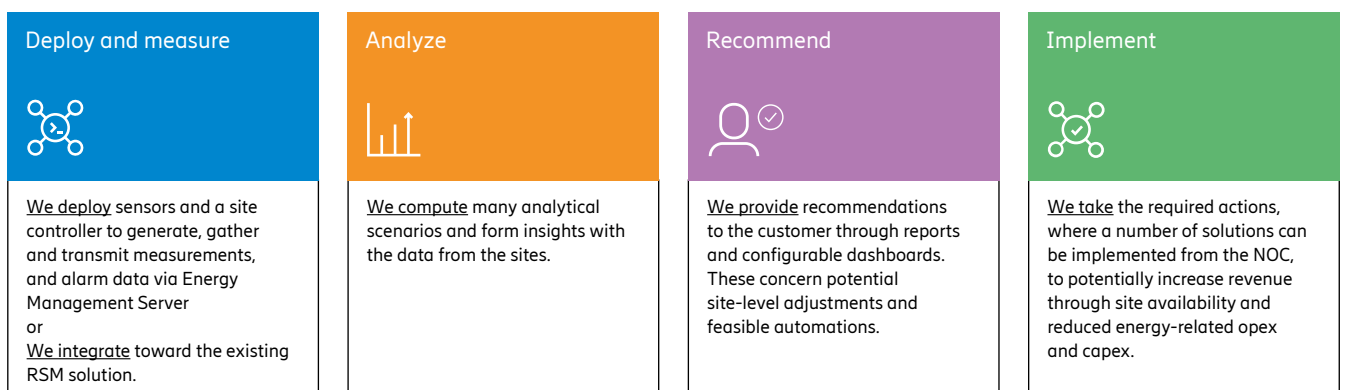 Deploy and measure
We deploy sensors and a site
controller to generate, gather
and transmit measurements,
and alarm data via Energy
Management Server
or
We integrate toward the existing
RSM solution.
Analyze
We compute many analytical
scenarios and form insights with
the data from the sites.
Recommend
We provide recommendations
to the customer through reports
and configurable dashboards.
These concern potential
site-level adjustments and
feasible automations.
Implement
We take the required actions,
where a number of solutions can
be implemented from the NOC,
to potentially increase revenue
through site availability and
reduced energy-related opex
and capex.